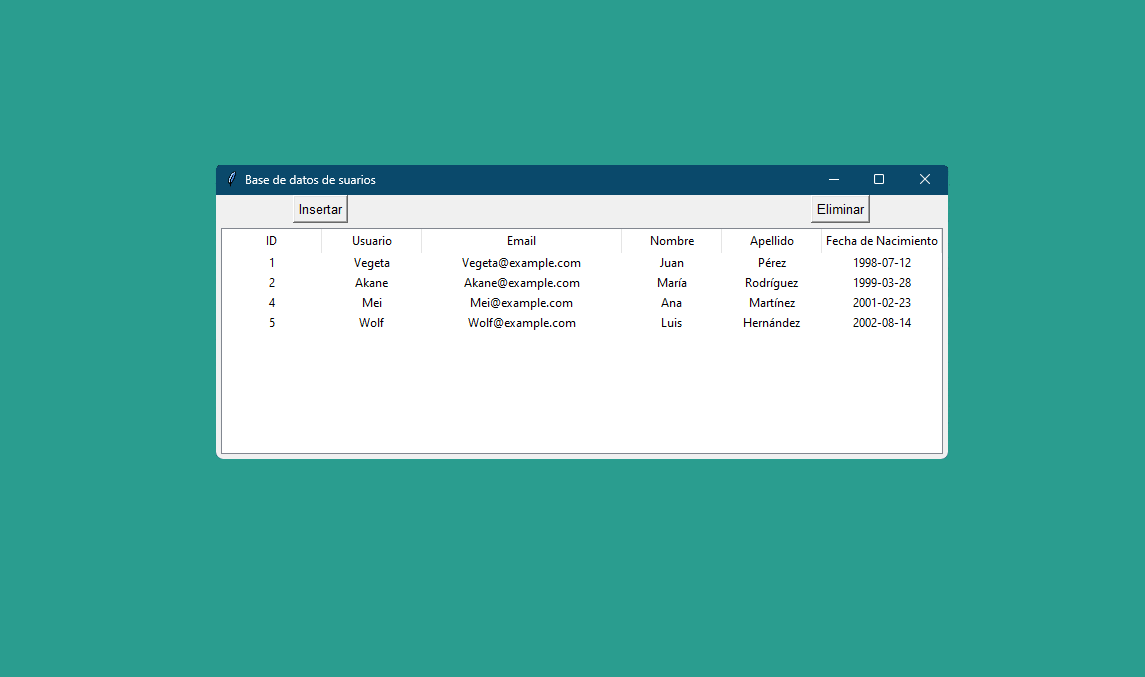 Base de datos de suarios
Insertar Eliminar
ID Usuario Email Nombre Apellido Fecha de Nacimiento
1 Vegeta Vegeta@example.com Juan Pérez 1998-07-12
2 Akane Akane@example.com María Rodríguez 1999-03-28
4 Mei Mei@example.com Ana Martínez 2001-02-23
5 Wolf Wolf@example.com Luis Hernández 2002-08-14